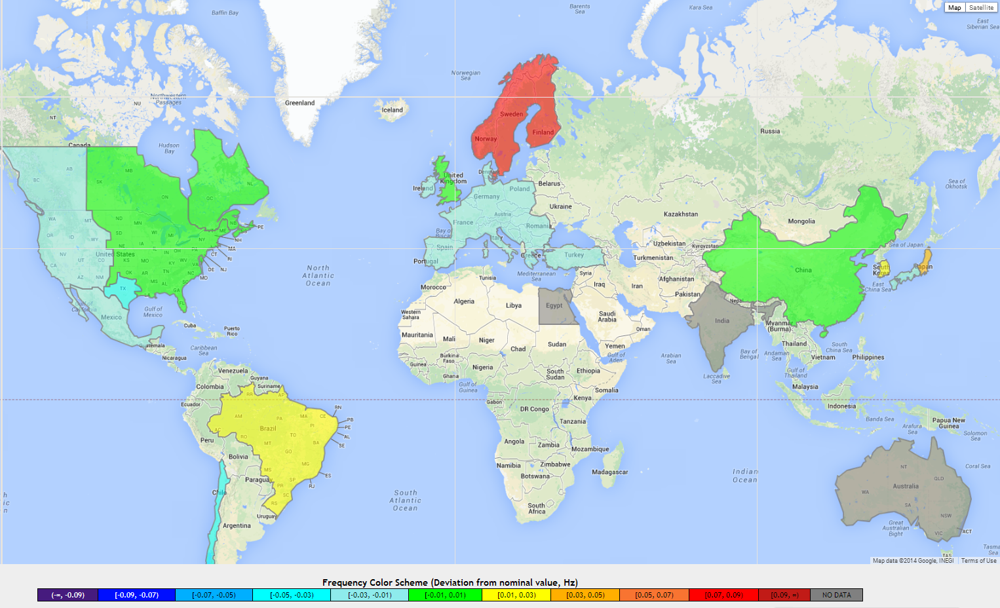 Baffin Bay
Barents
Sea
Kara Sea
Map
Satellite
East
Siberian Sea
Norwegian
Sea
Northwestern
Passages
NU
NT
Greenland
Iceland
Sweden
Norway
Finland
Russia
Canada
Hudson
Bay
BC
AB
SK
MB
ON
QC
NL
NB
PE
United
Kingdom
Ireland
Denmark
Belarus
Poland
Germany
Ukraine
Austria
France
Romania
Bay of
Biscay
Italy
Spain
Portugal
Greece
Turkey
Kazakhstan
Mongolia
Sea of
Okhotsk
Uzbekistan
Kyrgyzstan
Turkmenistan
Sea of Japan
South
Korea
Japan
China
East
China Sea
Afghanistan
Iran
Iraq
Syria
Pakistan
Nepal
India
Mediterranean
Sea
Tunisia
Morocco
Algeria
Libya
Egypt
Saudi
Arabia
Oman
Yemen
Gulf of
Aden
Western
Sahara
Mauritania
Mali
Niger
Chad
Sudan
Burkina
Faso
Guinea
Ghana
Nigeria
South
Sudan
Ethiopia
Somalia
Gulf of
Guinea
Gabon
DR Congo
Kenya
Tanzania
Angola
Zambia
Mozambique
Namibia
Zimbabwe
Botswana
Madagascar
South
Africa
Arabian
Sea
Laccadive
Sea
Bay of
Bengal
Andaman
Sea
Myanmar
(Burma)
Thailand
Vietnam
Gulf of
Thailand
South
China Sea
Philippines
Malaysia
Indonesia
Banda Sea
Arafura
Sea
Papua New
Guinea
Solomon
Sea
Coral Sea
Indian
Ocean
NT
QLD
WA
Australia
SA
NSW
ACT
VIC
TAS
Great
Australian
Bight
Tasman
Sea
WA
ND
MN
OR
ID
WY
SD
WI
MI
NY
ME
NH
MA
RI
CT
NJ
DE
MD
NV
UT
CO
United
States
NE
IA
IL
IN
OH
PA
KS
MO
KY
WV
VA
CA
AZ
NM
OK
AR
TN
NC
SC
MS
AL
GA
TX
LA
FL
North
Atlantic
Ocean
Gulf of
California
Mexico
Gulf of
Mexico
Cuba
Puerto
Rico
Guatemala
Caribbean
Sea
Nicaragua
Venezuela
Guyana
Suriname
Colombia
Ecuador
RR
AP
AM
PA
MA
CE
RN
PB
PE
AL
SE
PI
AC
RO
Brazil
TO
MT
BA
GO
MG
ES
MS
SP
RJ
PR
SC
RS
Peru
Bolivia
Paraguay
Chile
Uruguay
Argentina
South
Atlantic
Ocean
Map data ©2014 Google, INEGI
Terms of Use
Frequency Color Scheme (Deviation from nominal value, Hz)
(-∞, -0.09) [-0.09, -0.07) [-0.07, -0.05) [-0.05, -0.03) [-0.03, -0.01) [-0.01, 0.01) [0.01, 0.03) [0.03, 0.05) [0.05, 0.07) [0.07, 0.09) [0.09, ∞) NO DATA